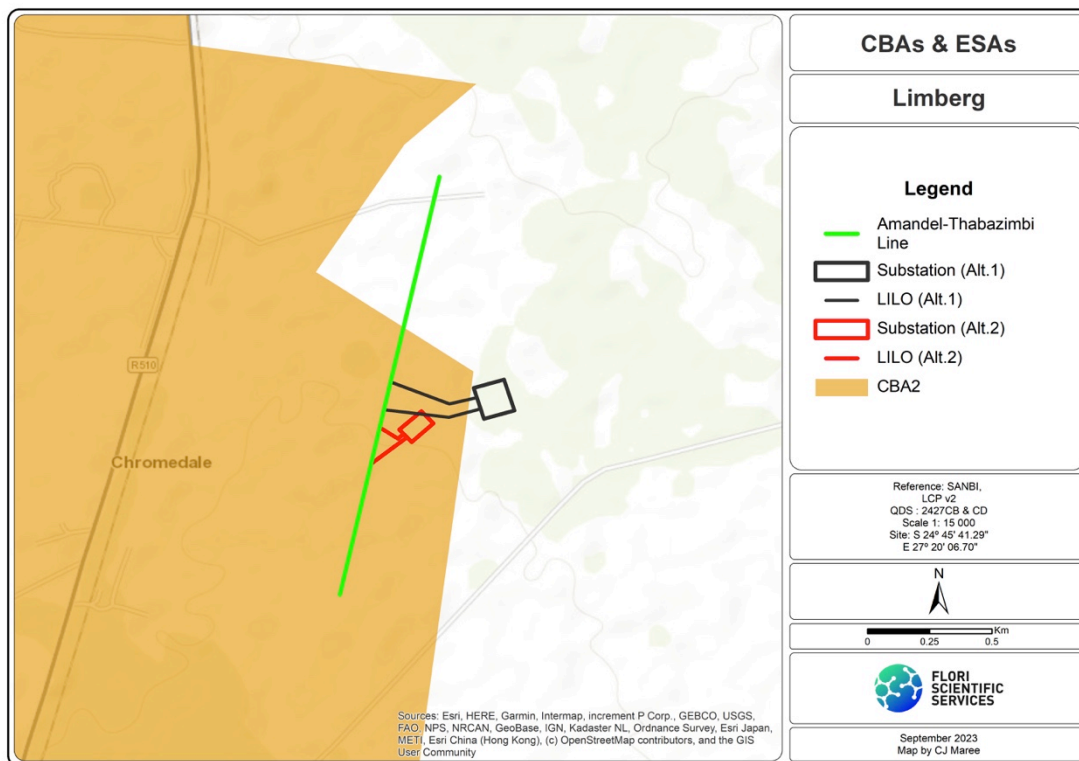 CBAs & ESAs
Limberg
Legend
Amandel-Thabazimbi
Line
Substation (Alt.1)
LILO (Alt.1)
Substation (Alt.2)
LILO (Alt.2)
CBA2
Reference: SANBI,
LCP v2
QDS : 2427CB & CD
Scale 1: 15 000
Site: S 24º 45' 41.29"
E 27º 20' 06.70"
N
Km
0 0.25 0.5
FLORI
SCIENTIFIC
SERVICES
September 2023
Map by CJ Maree
R510
Chromedale
Sources: Esri, HERE, Garmin, Intermap, increment P Corp., GEBCO, USGS,
FAO, NPS, NRCAN, GeoBase, IGN, Kadaster NL, Ordnance Survey, Esri Japan,
METI, Esri China (Hong Kong), (c) OpenStreetMap contributors, and the GIS
User Community